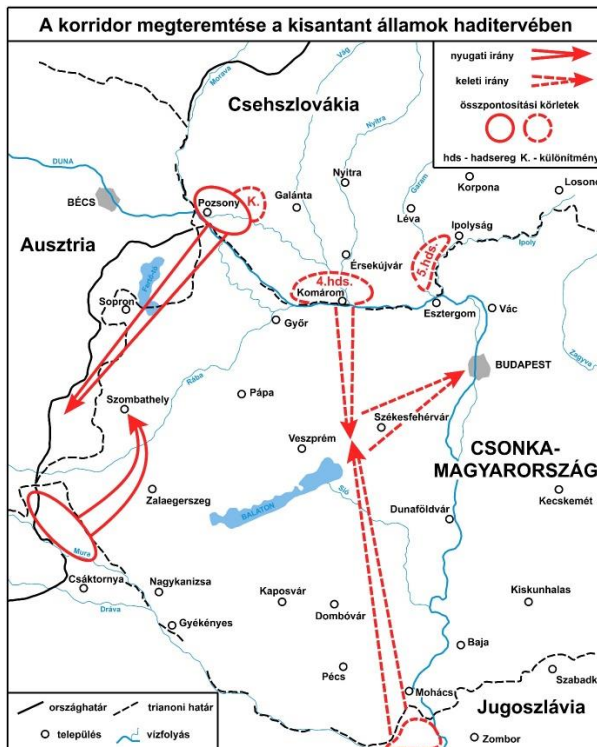 A korridor megteremtése a kisantant államok haditervében
nyugati irány
keleti irány
összpontosítási körletek
hds - hadsereg K. - különítmény
Morava
Vág
Csehszlovákia
Nyitra
DUNA
BÉCS
Pozsony
K.
Galánta
Nyitra
Garam
Korpona
Losonc
Léva
Ipolyság
Ipoly
Ausztria
Fertő-tó
Érsekújvár
4.hds.
5.hds.
Komárom
Sopron
Győr
Esztergom
Vác
Zagyva
BUDAPEST
Rába
Pápa
Szombathely
Székesfehérvár
Veszprém
CSONKA-
MAGYARORSZÁG
Zalaegerszeg
BALATON
Sió
Kecskemét
Dunaföldvár
Mura
Csáktornya
Nagykanizsa
Kaposvár
Dombóvár
Kiskunhalas
Dráva
Gyékényes
Baja
Pécs
Szabadk
Mohács
Jugoszlávia
Zombor
országhatár
trianoni határ
település
vízfolyás